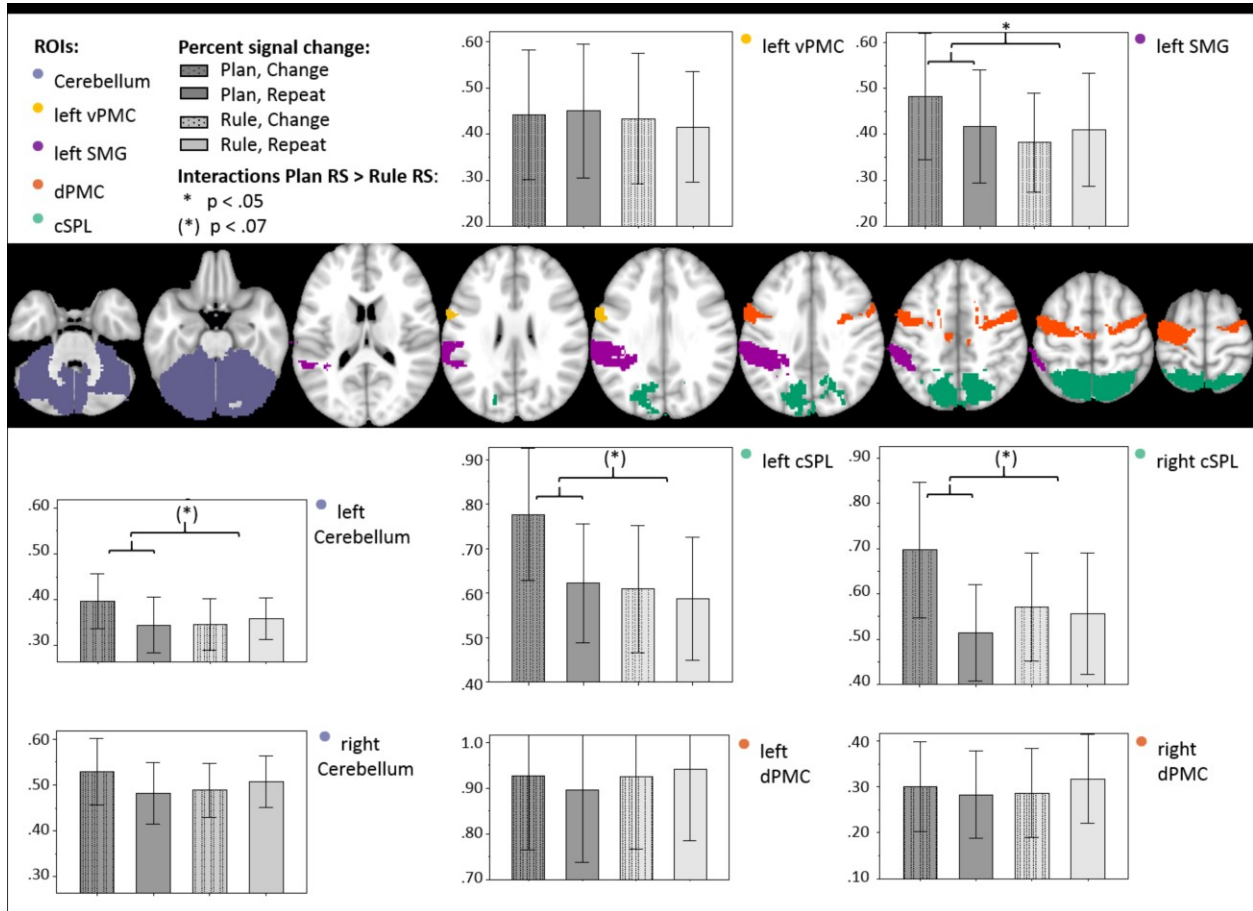 ROIs:
Cerebellum
left vPMC
left SMG
dPMC
cSPL
Percent signal change:
Plan, Change
Plan, Repeat
Rule, Change
Rule, Repeat
Interactions Plan RS > Rule RS:
* p < .05
(*) p < .07
.60
.50
.40
.30
.20
left vPMC
.60
.50
.40
.30
.20
*
left SMG
.60
.50
.40
.30
(*)
left
Cerebellum
.90
.80
.70
.60
.50
.40
(*)
left cSPL
.90
.80
.70
.60
.50
.40
(*)
right cSPL
.60
.50
.40
.30
right
Cerebellum
1.0
.90
.80
.70
left
dPMC
.40
.30
.20
.10
right
dPMC